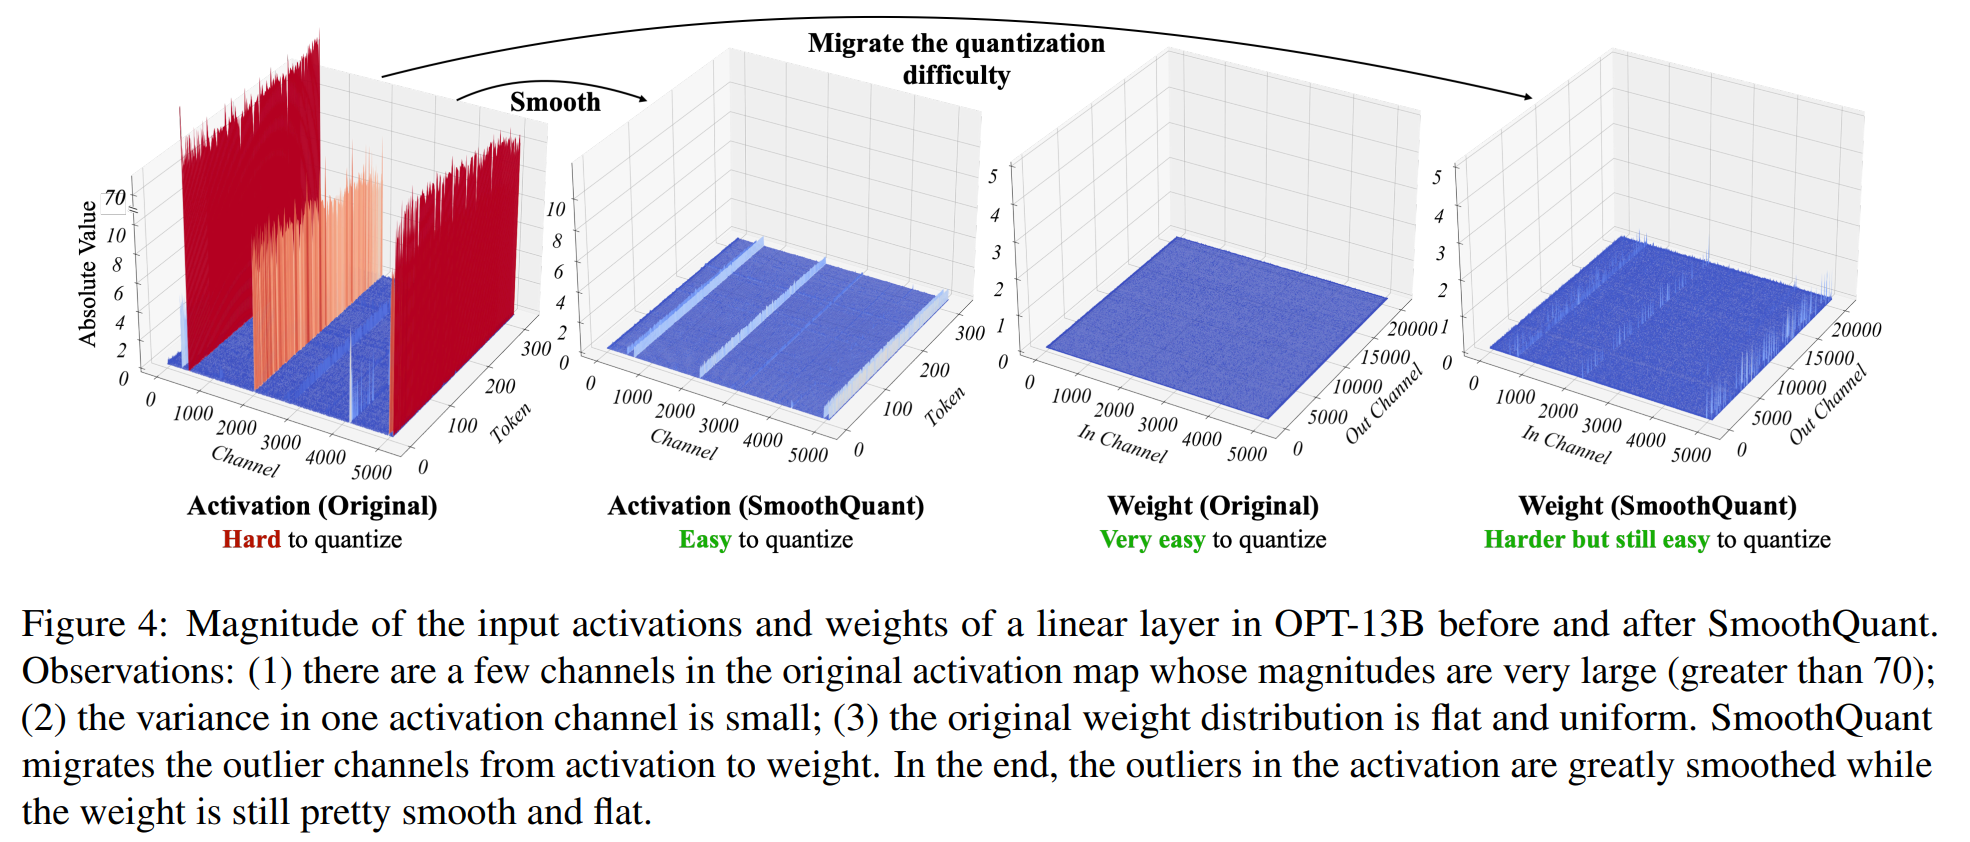 Migrate the quantization
difficulty
Smooth
Absolute Value
70
10
8
6
4
2
0
0
1000
2000
3000
4000
5000
Channel
0
100
200
300
Token
10
8
6
4
2
0
0
1000
2000
3000
4000
5000
Channel
0
100
200
300
Token
5
4
3
2
1
0
0
1000
2000
3000
4000
5000
In Channel
0
5000
10000
15000
20000
Out Channel
5
4
3
2
1
0
0
1000
2000
3000
4000
5000
In Channel
0
5000
10000
15000
20000
Out Channel
Activation (Original)
Hard to quantize
Activation (SmoothQuant)
Easy to quantize
Weight (Original)
Very easy to quantize
Weight (SmoothQuant)
Harder but still easy to quantize
Figure 4: Magnitude of the input activations and weights of a linear layer in OPT-13B before and after SmoothQuant.
Observations: (1) there are a few channels in the original activation map whose magnitudes are very large (greater than 70);
(2) the variance in one activation channel is small; (3) the original weight distribution is flat and uniform. SmoothQuant
migrates the outlier channels from activation to weight. In the end, the outliers in the activation are greatly smoothed while
the weight is still pretty smooth and flat.